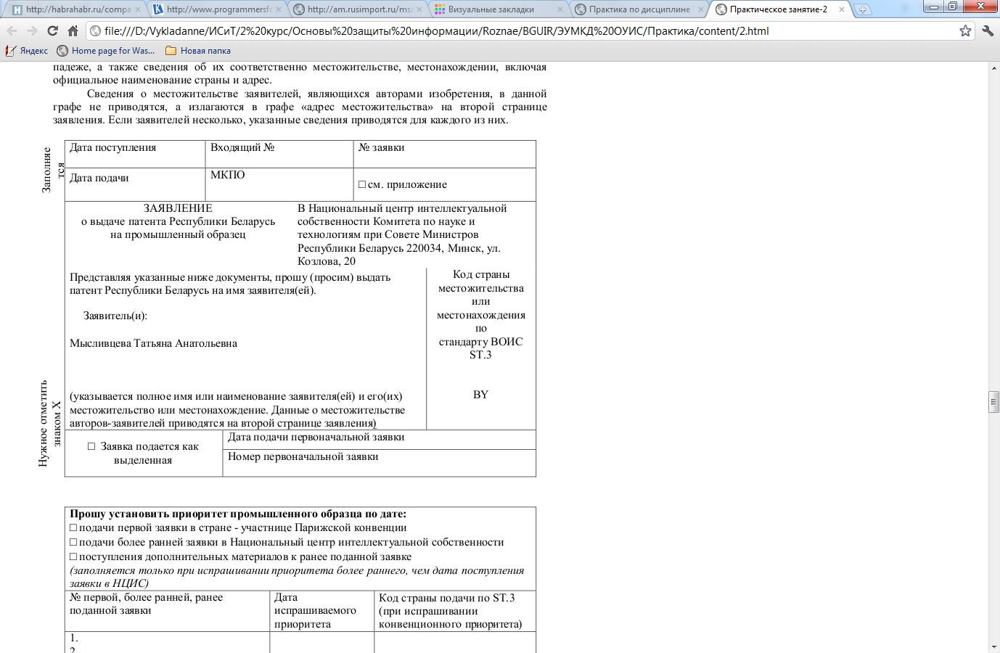 http://habrahabr.ru/compa
http://www.programmersfo
http://am.rusimport.ru/msa
Визуальные закладки
Практика по дисциплине
Практическое занятие-2
file:///D:/Vykladanne/ИСиТ/2%20курс/Основы%20защиты%20информации/Roznae/BGUIR/ЭУМКД%20ОУИС/Практика/content/2.html
Яндекс
Home page for Was...
Новая папка
падеже, а также сведения об их соответственно местожительстве, местонахождении, включая
официальное наименование страны и адрес.
Сведения о местожительстве заявителей, являющихся авторами изобретения, в данной
графе не приводятся, а излагаются в графе «адрес местожительства» на второй странице
заявления. Если заявителей несколько, указанные сведения приводятся для каждого из них.
Заполняе
тся
Дата поступления
Входящий №
№ заявки
Дата подачи
МКПО
□ см. приложение
ЗАЯВЛЕНИЕ
о выдаче патента Республики Беларусь
на промышленный образец
В Национальный центр интеллектуальной
собственности Комитета по науке и
технологиям при Совете Министров
Республики Беларусь 220034, Минск, ул.
Козлова, 20
Представляя указанные ниже документы, прошу (просим) выдать
патент Республики Беларусь на имя заявителя(ей).
Заявитель(и):
Мысливцева Татьяна Анатольевна
(указывается полное имя или наименование заявителя(ей) и его(их)
местожительство или местонахождение. Данные о местожительстве
авторов-заявителей приводятся на второй странице заявления)
Код страны
местожительства
или
местонахождения
по
стандарту ВОИС
ST.3
BY
Нужное отметить
знаком X
□ Заявка подается как
выделенная
Дата подачи первоначальной заявки
Номер первоначальной заявки
Прошу установить приоритет промышленного образца по дате:
□ подачи первой заявки в стране - участнице Парижской конвенции
□ подачи более ранней заявки в Национальный центр интеллектуальной собственности
□ поступления дополнительных материалов к ранее поданной заявке
(заполняется только при испрашивании приоритета более раннего, чем дата поступления
заявки в НЦИС)
№ первой, более ранней, ранее
поданной заявки
Дата
испрашиваемого
приоритета
Код страны подачи по ST.3
(при испрашивании
конвенционного приоритета)
1.
2